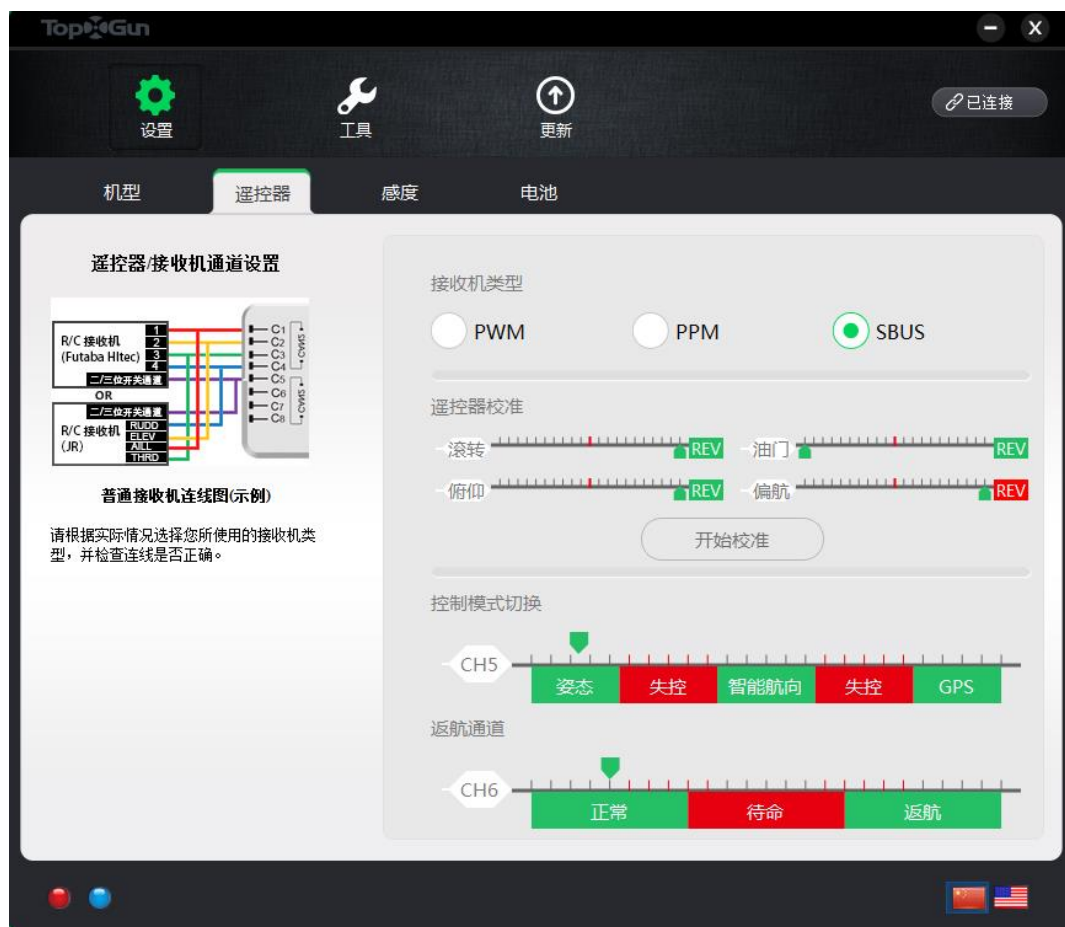 TopGun
设置
工具
更新
已连接
机型
遥控器
感度
电池
遥控器/接收机通道设置
R/C 接收机
(Futaba HItec)
1
2
3
4
二/三位开关通道
OR
二/三位开关通道
R/C 接收机
(JR)
RUDD
ELEV
AILL
THRD
C1
C2
C3
C4
C5
C6
C7
C8
普通接收机连线图(示例)
请根据实际情况选择您所使用的接收机类
型，并检查连线是否正确。
接收机类型
PWM
PPM
SBUS
遥控器校准
滚转 REV
油门 REV
俯仰 REV
偏航 REV
开始校准
控制模式切换
CH5
姿态 失控 智能航向 失控 GPS
返航通道
CH6
正常 待命 返航